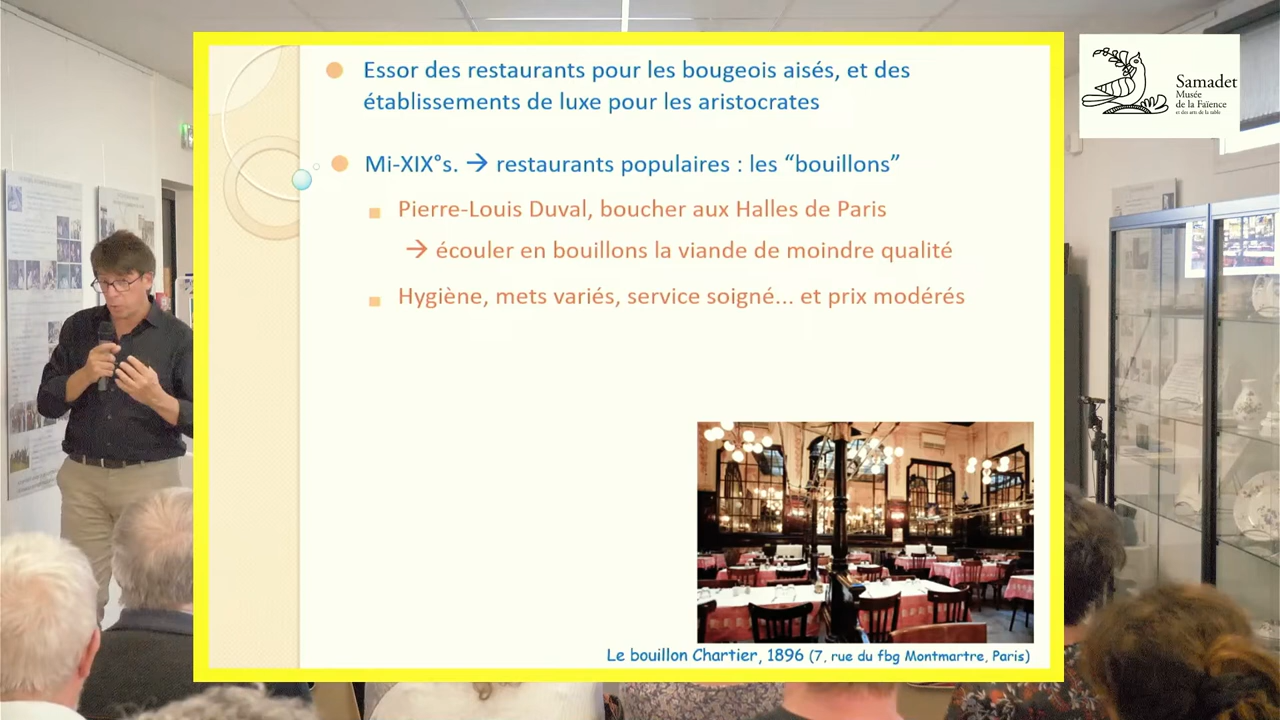 Essor des restaurants pour les bougeois aisés, et des
établissements de luxe pour les aristocrates
Mi-XIX°s. → restaurants populaires : les “bouillons”
Pierre-Louis Duval, boucher aux Halles de Paris
→ écouler en bouillons la viande de moindre qualité
Hygiène, mets variés, service soigné... et prix modérés
Le bouillon Chartier, 1896 (7, rue du fbg Montmartre, Paris)
Samadet
Musée
de la Faïence
et des arts de la table